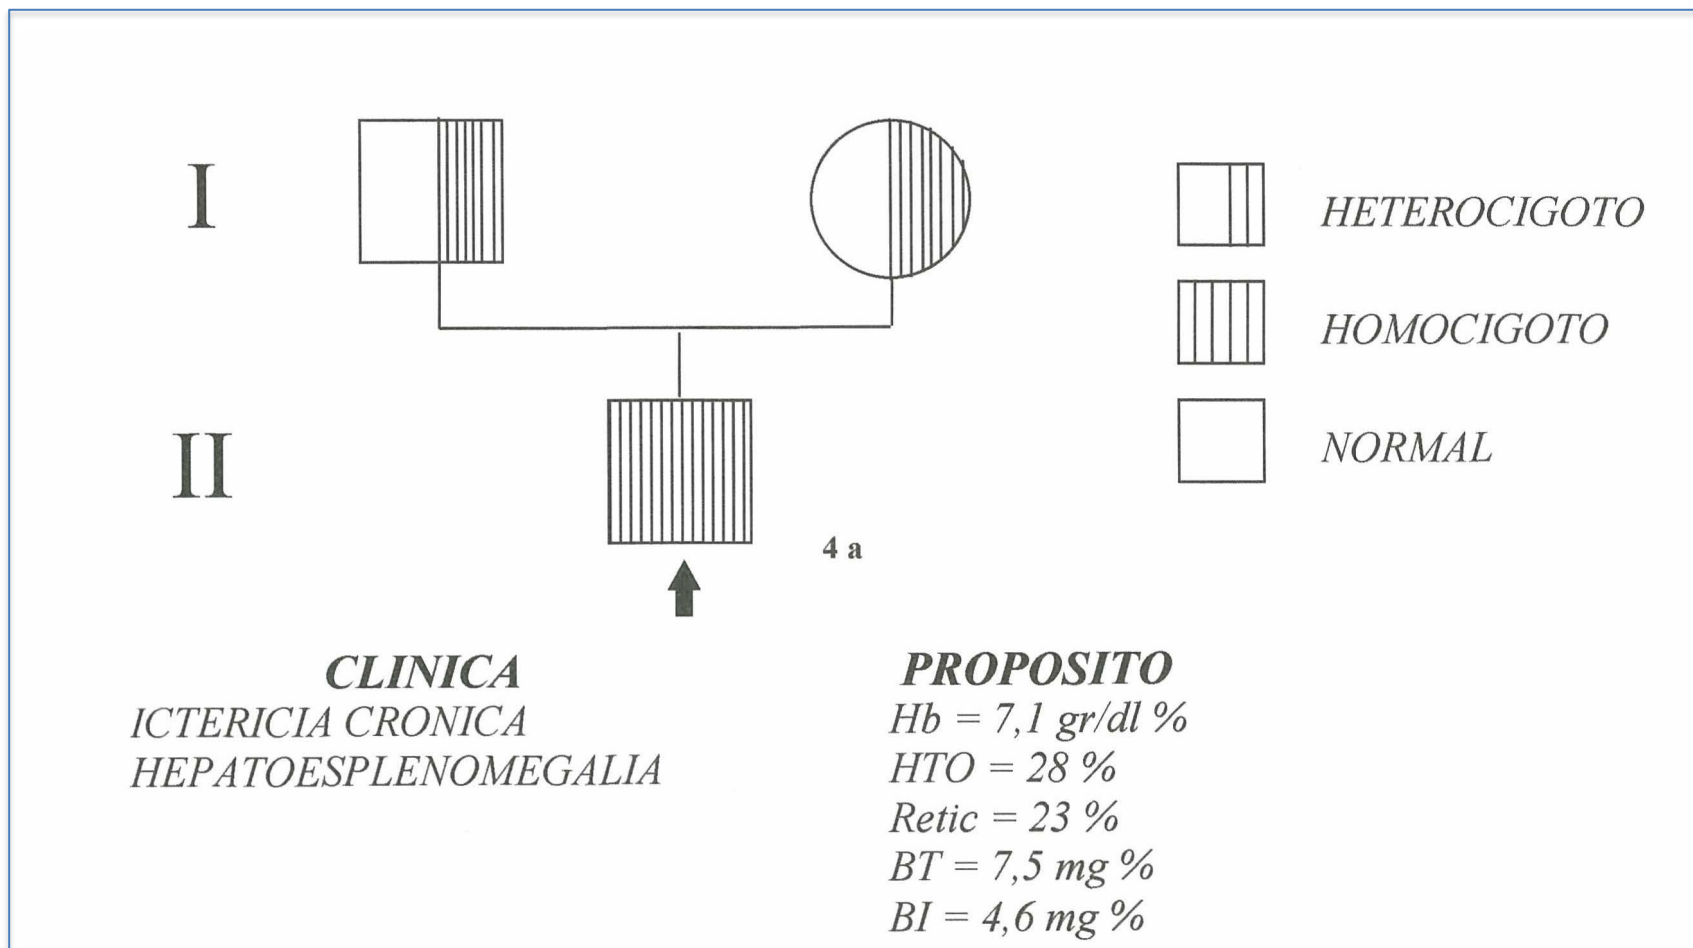 I
HETEROCIGOTO
HOMOCIGOTO
II
NORMAL
4 a
CLINICA
ICTERICIA CRONICA
HEPATOESPLENOMEGALIA
PROPOSITO
Hb = 7,1 gr/dl %
HTO = 28 %
Retic = 23 %
BT = 7,5 mg %
BI = 4,6 mg %